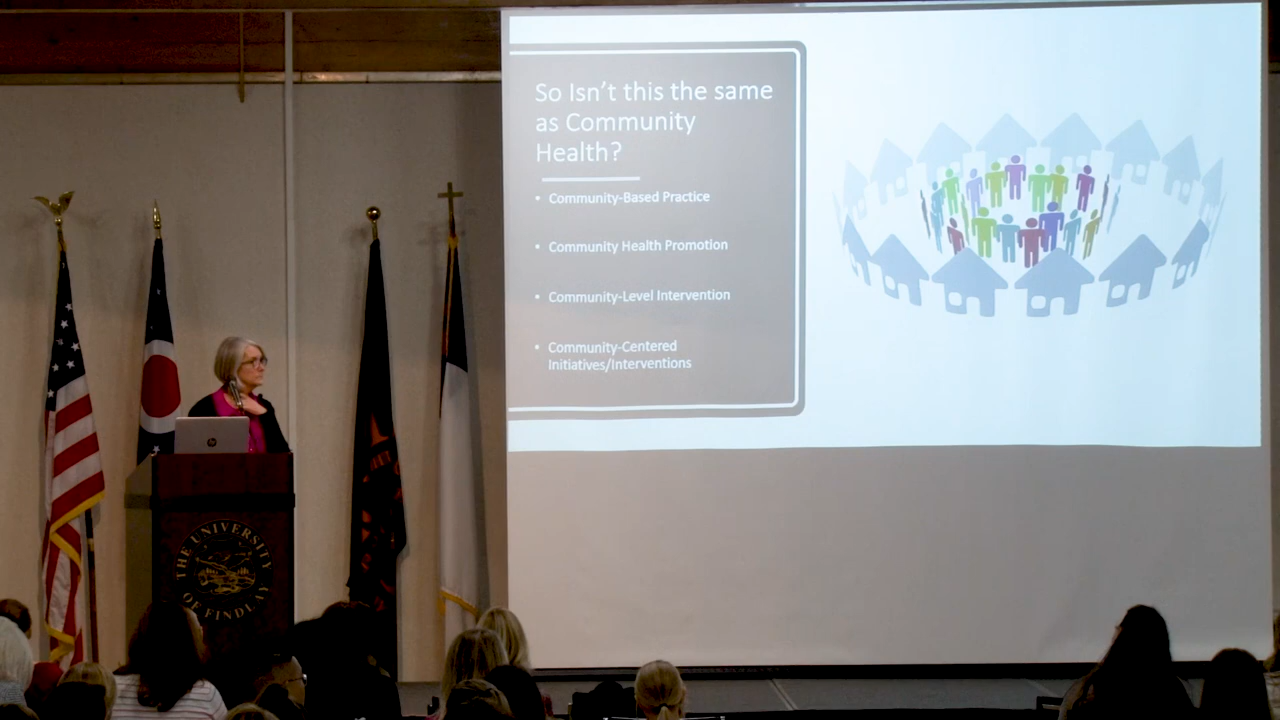 So Isn't this the same
as Community
Health?
• Community-Based Practice
• Community Health Promotion
• Community-Level Intervention
• Community-Centered
Initiatives/Interventions
hp
THE UNIVERSITY
OF FINDLAY